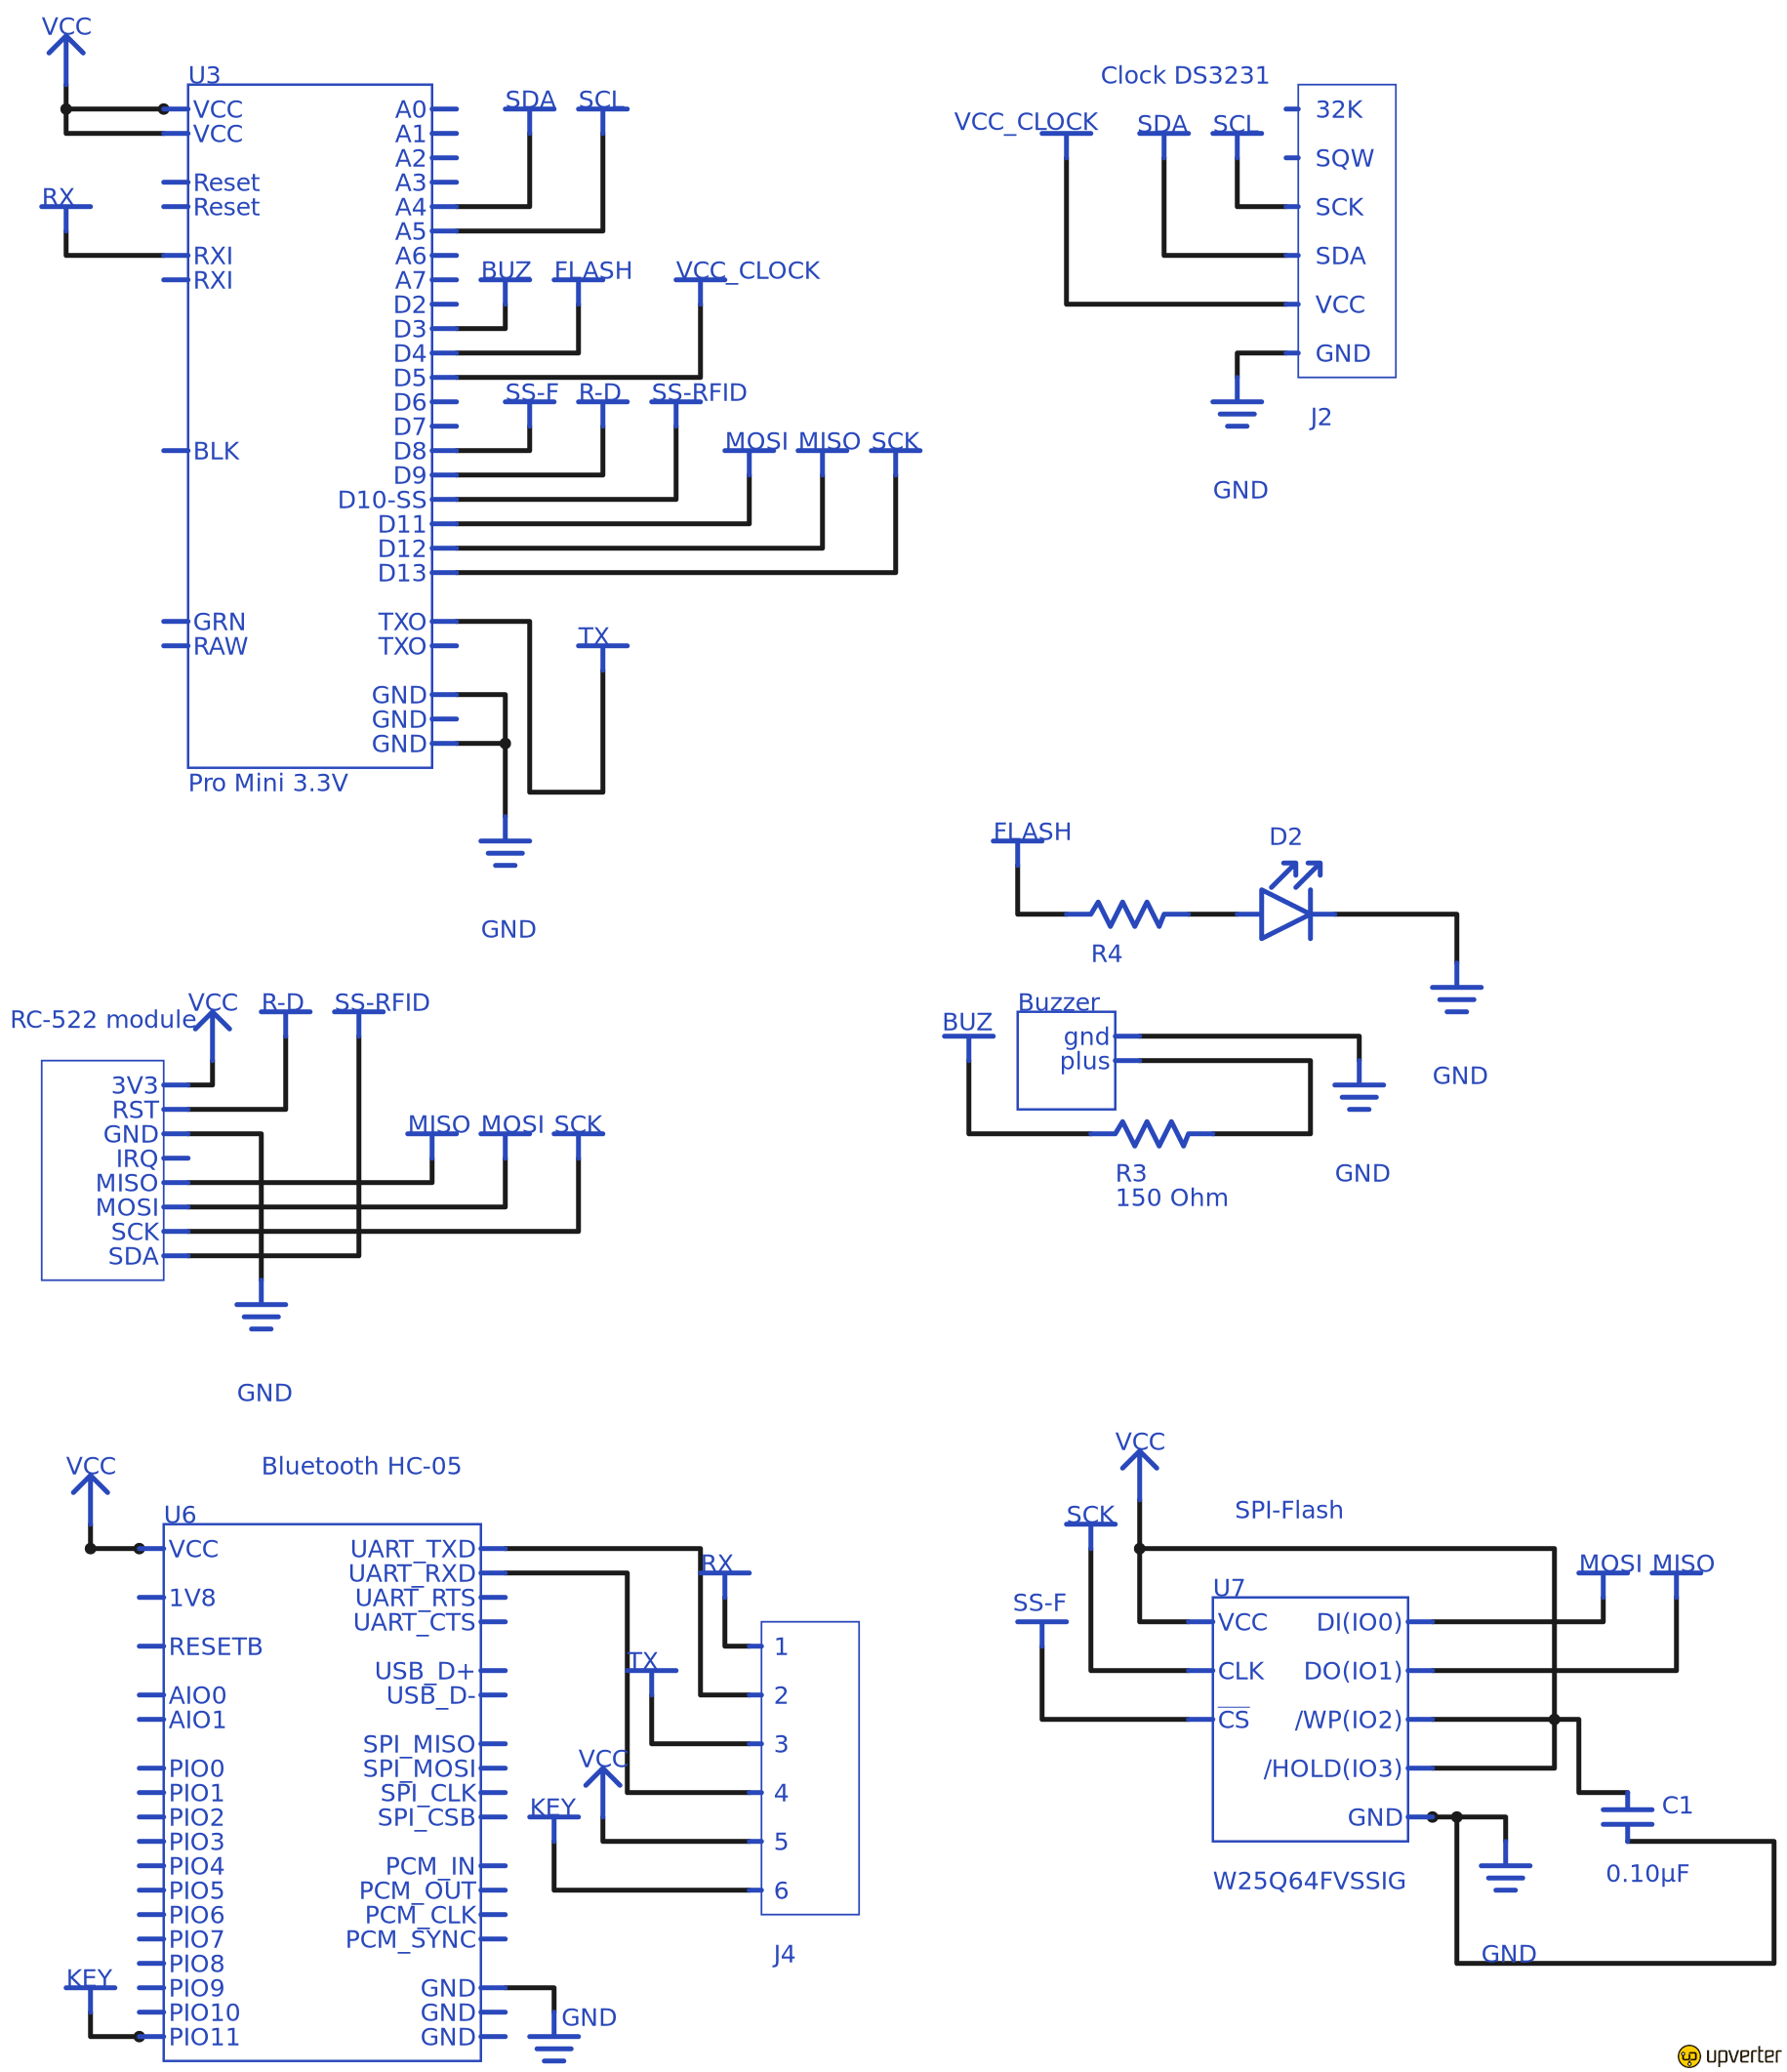 VCC
U3
VCC
VCC
Reset
Reset
RX
RXI
RXI
BLK
GRN
RAW
A0
A1
A2
A3
A4
A5
A6
A7
D2
D3
D4
D5
D6
D7
D8
D9
D10-SS
D11
D12
D13
TXO
TXO
GND
GND
GND
Pro Mini 3.3V
SDA SCL
BUZ FLASH VCC_CLOCK
SS-F R-D SS-RFID
MOSI MISO SCK
TX
GND
Clock DS3231
VCC_CLOCK SDA SCL
32K
SQW
SCK
SDA
VCC
GND
J2
GND
FLASH
D2
R4
GND
Buzzer
BUZ
gnd
plus
R3
150 Ohm
GND
RC-522 module
VCC R-D SS-RFID
3V3
RST
GND
IRQ
MISO
MOSI
SCK
SDA
MISO MOSI SCK
GND
Bluetooth HC-05
VCC
U6
VCC
1V8
RESETB
AIO0
AIO1
PIO0
PIO1
PIO2
PIO3
PIO4
PIO5
PIO6
PIO7
PIO8
PIO9
PIO10
PIO11
KEY
UART_TXD
UART_RXD
UART_RTS
UART_CTS
USB_D+
USB_D-
SPI_MISO
SPI_MOSI
SPI_CLK
SPI_CSB
PCM_IN
PCM_OUT
PCM_CLK
PCM_SYNC
GND
GND
GND
GND
RX
TX
VCC
KEY
1
2
3
4
5
6
J4
VCC
SPI-Flash
SCK
SS-F
U7
VCC
CLK
CS
DI(IO0)
DO(IO1)
/WP(IO2)
/HOLD(IO3)
GND
MOSI MISO
W25Q64FVSSIG
C1
0.10µF
GND
upverter